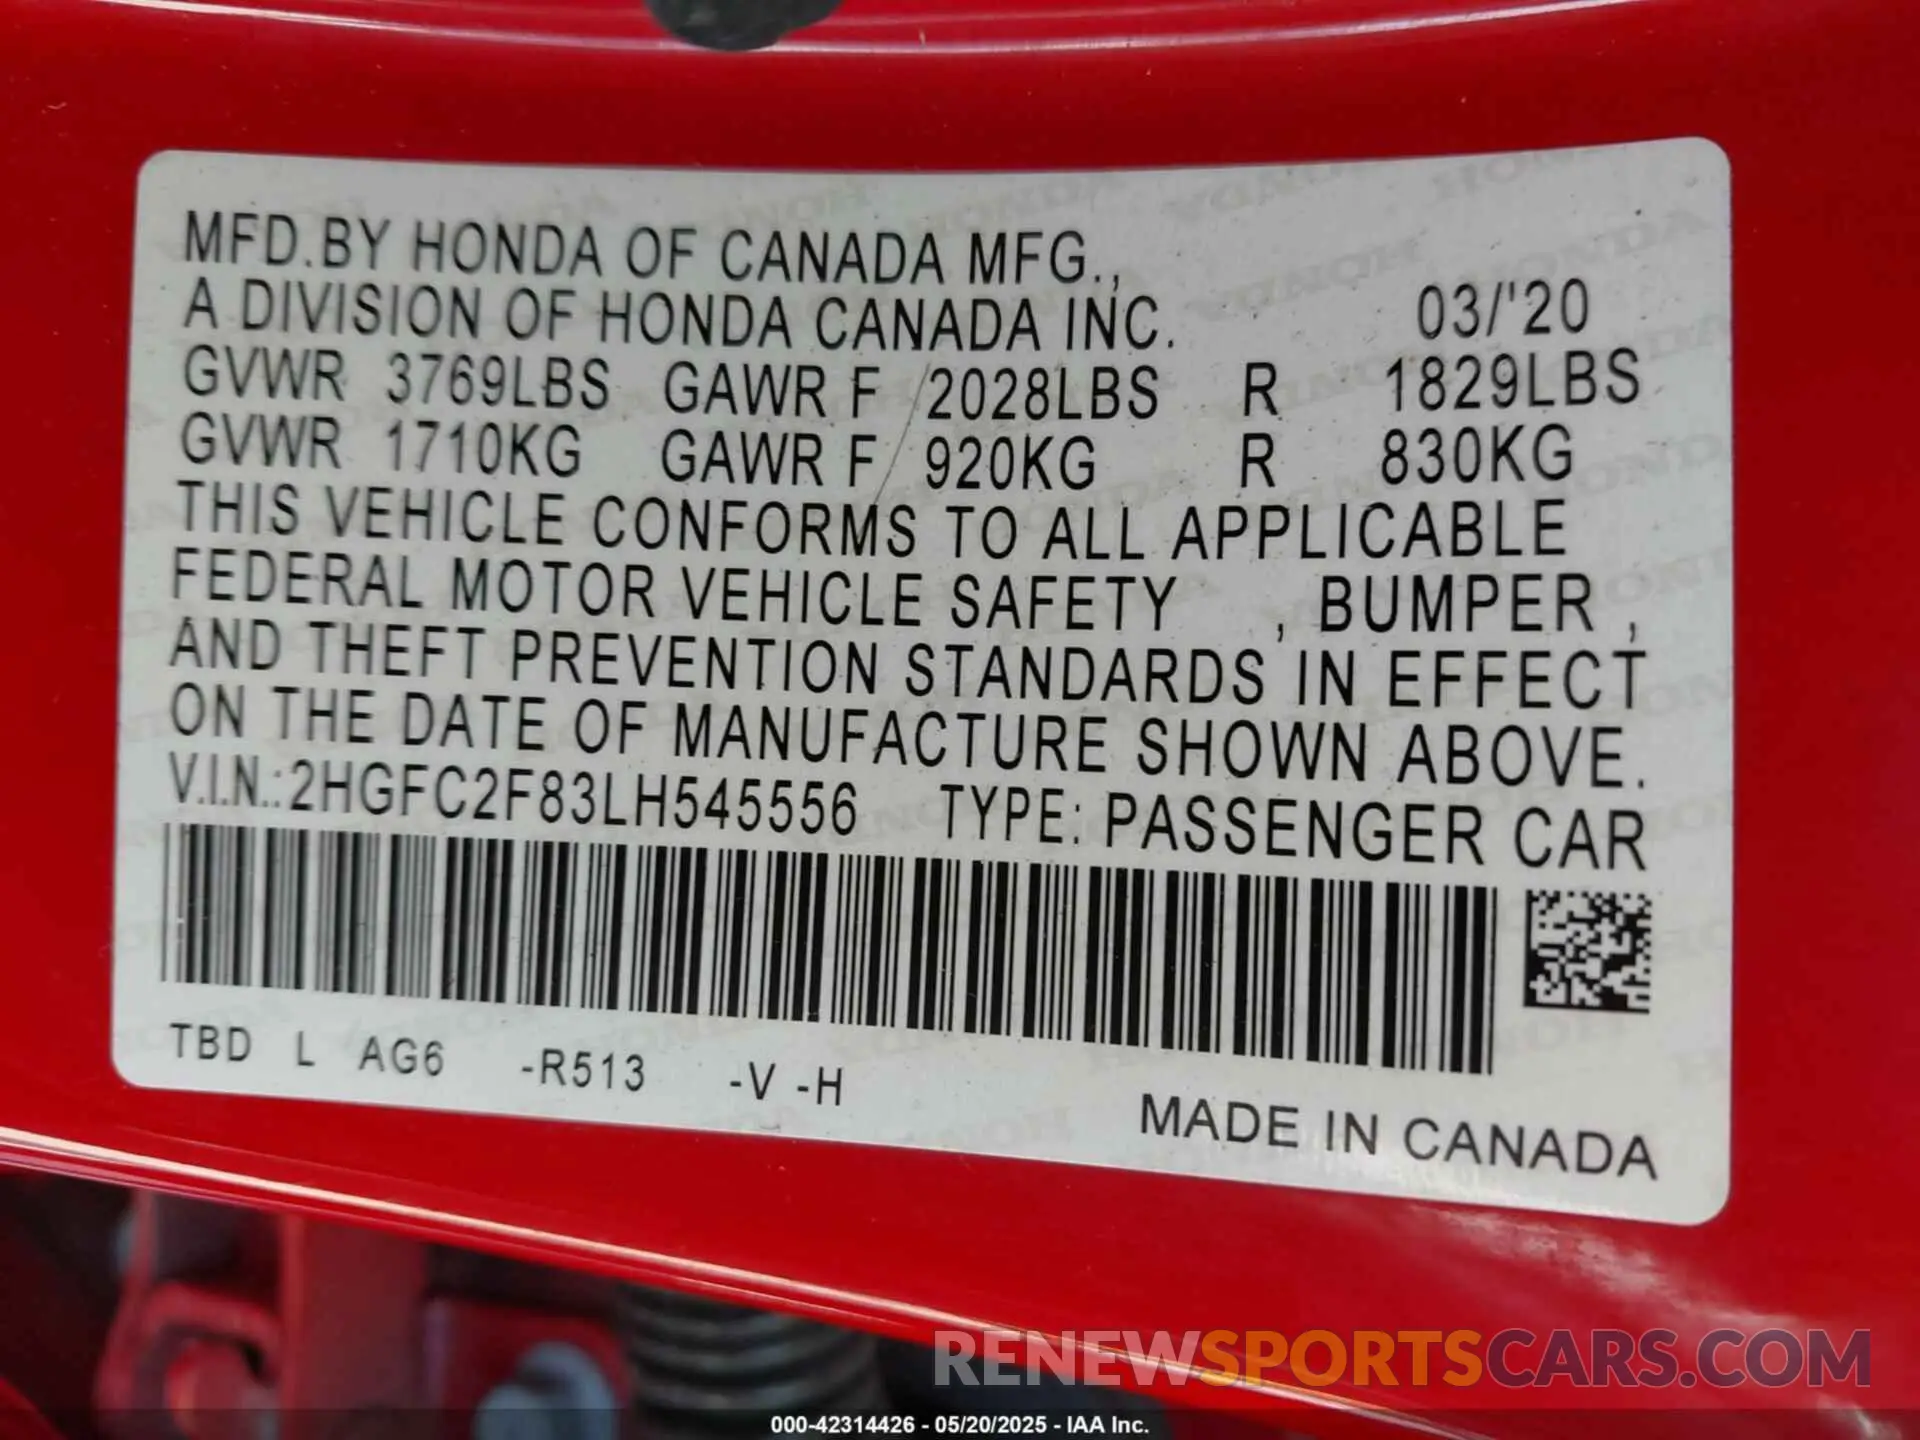 MFD.BY HONDA OF CANADA MFG.,
A DIVISION OF HONDA CANADA INC. 03/'20
GVWR 3769LBS GAWR F 2028LBS R 1829LBS
GVWR 1710KG GAWR F 920KG R 830KG
THIS VEHICLE CONFORMS TO ALL APPLICABLE
FEDERAL MOTOR VEHICLE SAFETY , BUMPER ,
AND THEFT PREVENTION STANDARDS IN EFFECT
ON THE DATE OF MANUFACTURE SHOWN ABOVE.
V.I.N.:2HGFC2F83LH545556 TYPE: PASSENGER CAR
TBD L AG6 -R513 -V -H
MADE IN CANADA
RENEWSPORTSCARS.COM
000-42314426 - 05/20/2025 - IAA Inc.